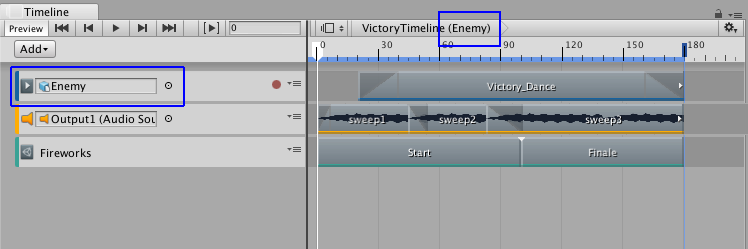 Timeline
Preview 0 VictoryTimeline (Enemy)
Add 0 30 60 90 120 150 180
Enemy Victory_Dance
Output1 (Audio Sou sweep1 sweep2 sweep3
Fireworks Start Finale